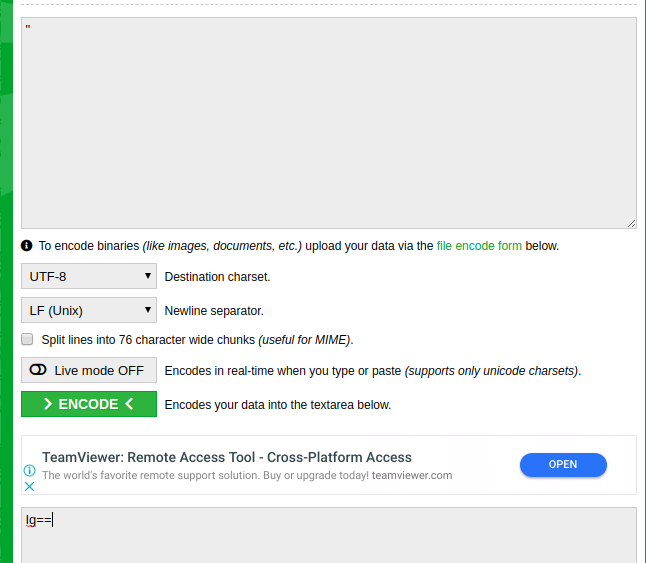 "
To encode binaries (like images, documents, etc.) upload your data via the file encode form below.
UTF-8 Destination charset.
LF (Unix) Newline separator.
Split lines into 76 character wide chunks (useful for MIME).
Live mode OFF Encodes in real-time when you type or paste (supports only unicode charsets).
> ENCODE < Encodes your data into the textarea below.
TeamViewer: Remote Access Tool - Cross-Platform Access
The world's favorite remote support solution. Buy or upgrade today! teamviewer.com
OPEN
Ig==